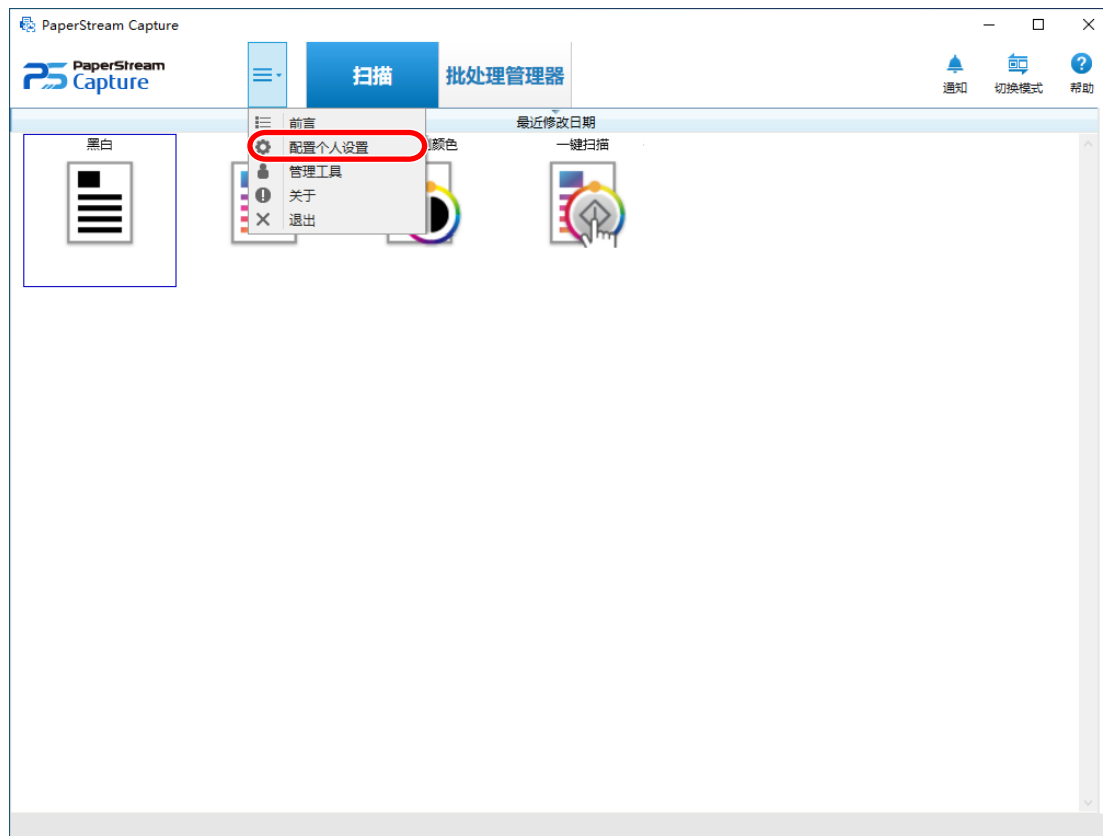 PaperStream Capture
PaperStream
Capture
扫描
批处理管理器
通知
切换模式
帮助
最近修改日期
前言
配置个人设置
管理工具
关于
退出
黑白
颜色
一键扫描